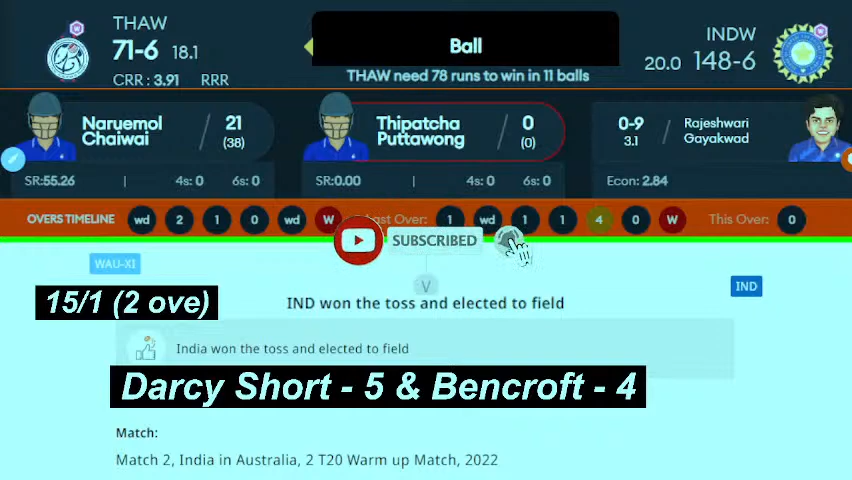 THAW
71-6 18.1
CRR : 3.91 RRR
Ball
THAW need 78 runs to win in 11 balls
INDW
20.0 148-6
Naruemol
Chaiwai
21
(38)
Thipatcha
Puttawong
0
(0)
0-9
3.1
Rajeshwari
Gayakwad
SR:55.26 | 4s: 0 6s: 0
SR:0.00 | 4s: 0 6s: 0
Econ: 2.84
OVERS TIMELINE wd 2 1 0 wd W Last Over: 1 wd 1 1 4 0 W This Over: 0
SUBSCRIBED
WAU-XI
V
IND
15/1 (2 ove)
IND won the toss and elected to field
India won the toss and elected to field
Darcy Short - 5 & Bencroft - 4
Match:
Match 2, India in Australia, 2 T20 Warm up Match, 2022